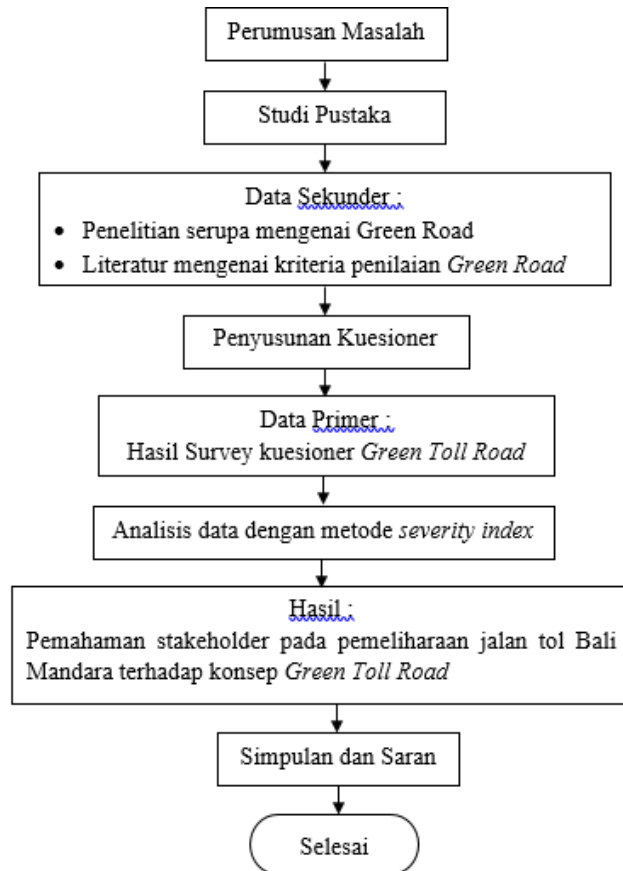 Perumusan Masalah
Studi Pustaka
Data Sekunder :
• Penelitian serupa mengenai Green Road
• Literatur mengenai kriteria penilaian Green Road
Penyusunan Kuesioner
Data Primer :
Hasil Survey kuesioner Green Toll Road
Analisis data dengan metode severity index
Hasil :
Pemahaman stakeholder pada pemeliharaan jalan tol Bali
Mandara terhadap konsep Green Toll Road
Simpulan dan Saran
Selesai